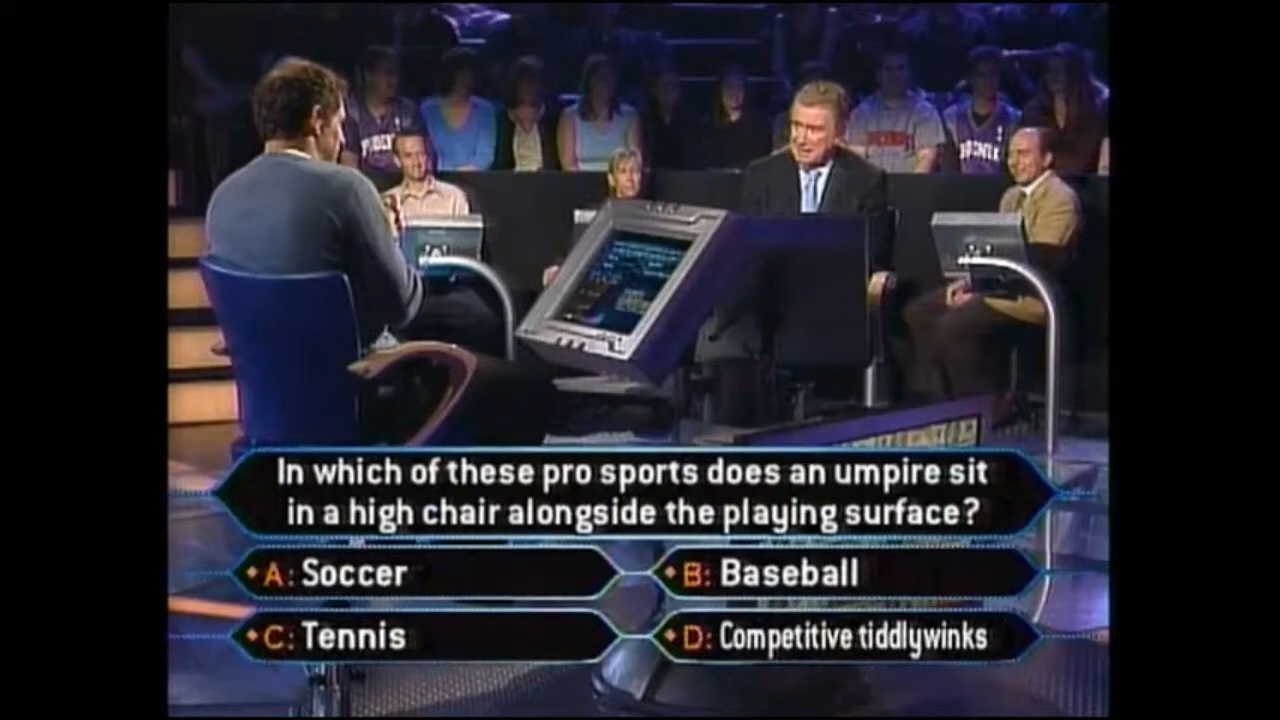 In which of these pro sports does an umpire sit
in a high chair alongside the playing surface?
A: Soccer
B: Baseball
C: Tennis
D: Competitive tiddlywinks